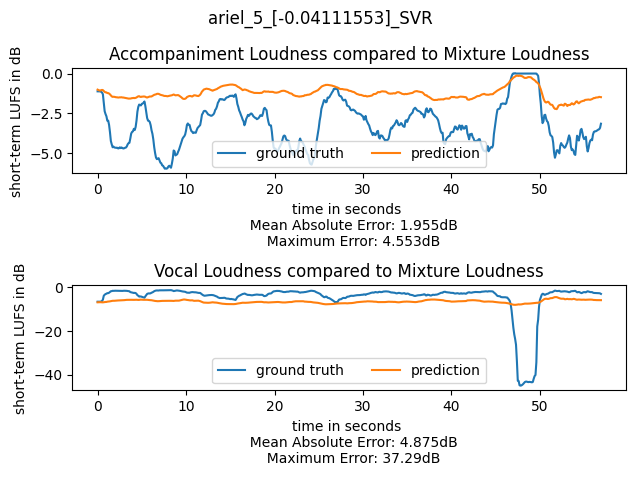 ariel_5_[-0.04111553]_SVR
Accompaniment Loudness compared to Mixture Loudness
short-term LUFS in dB
0.0
−2.5
−5.0
ground truth
prediction
0
10
20
30
40
50
time in seconds
Mean Absolute Error: 1.955dB
Maximum Error: 4.553dB
Vocal Loudness compared to Mixture Loudness
short-term LUFS in dB
0
−20
−40
ground truth
prediction
0
10
20
30
40
50
time in seconds
Mean Absolute Error: 4.875dB
Maximum Error: 37.29dB